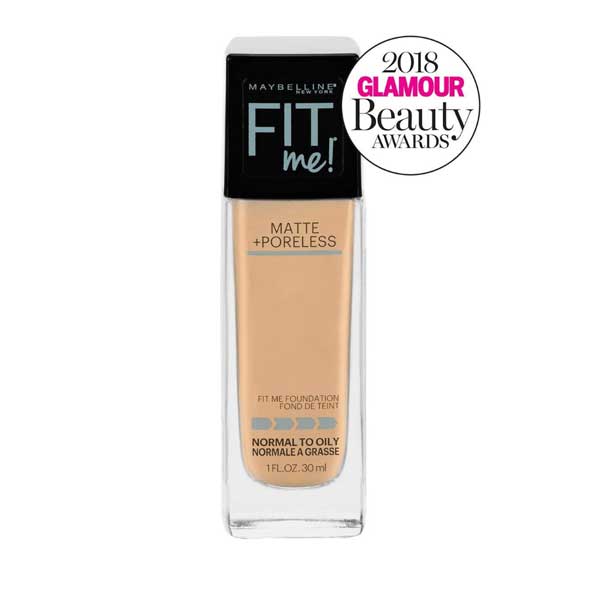 MAYBELLINE
NEW YORK
FIT
me!
2018
GLAMOUR
Beauty
AWARDS
MATTE
+PORELESS
FIT ME FOUNDATION
FOND DE TEINT
NORMAL TO OILY
NORMALE A GRASSE
1 FL.OZ. 30 ml